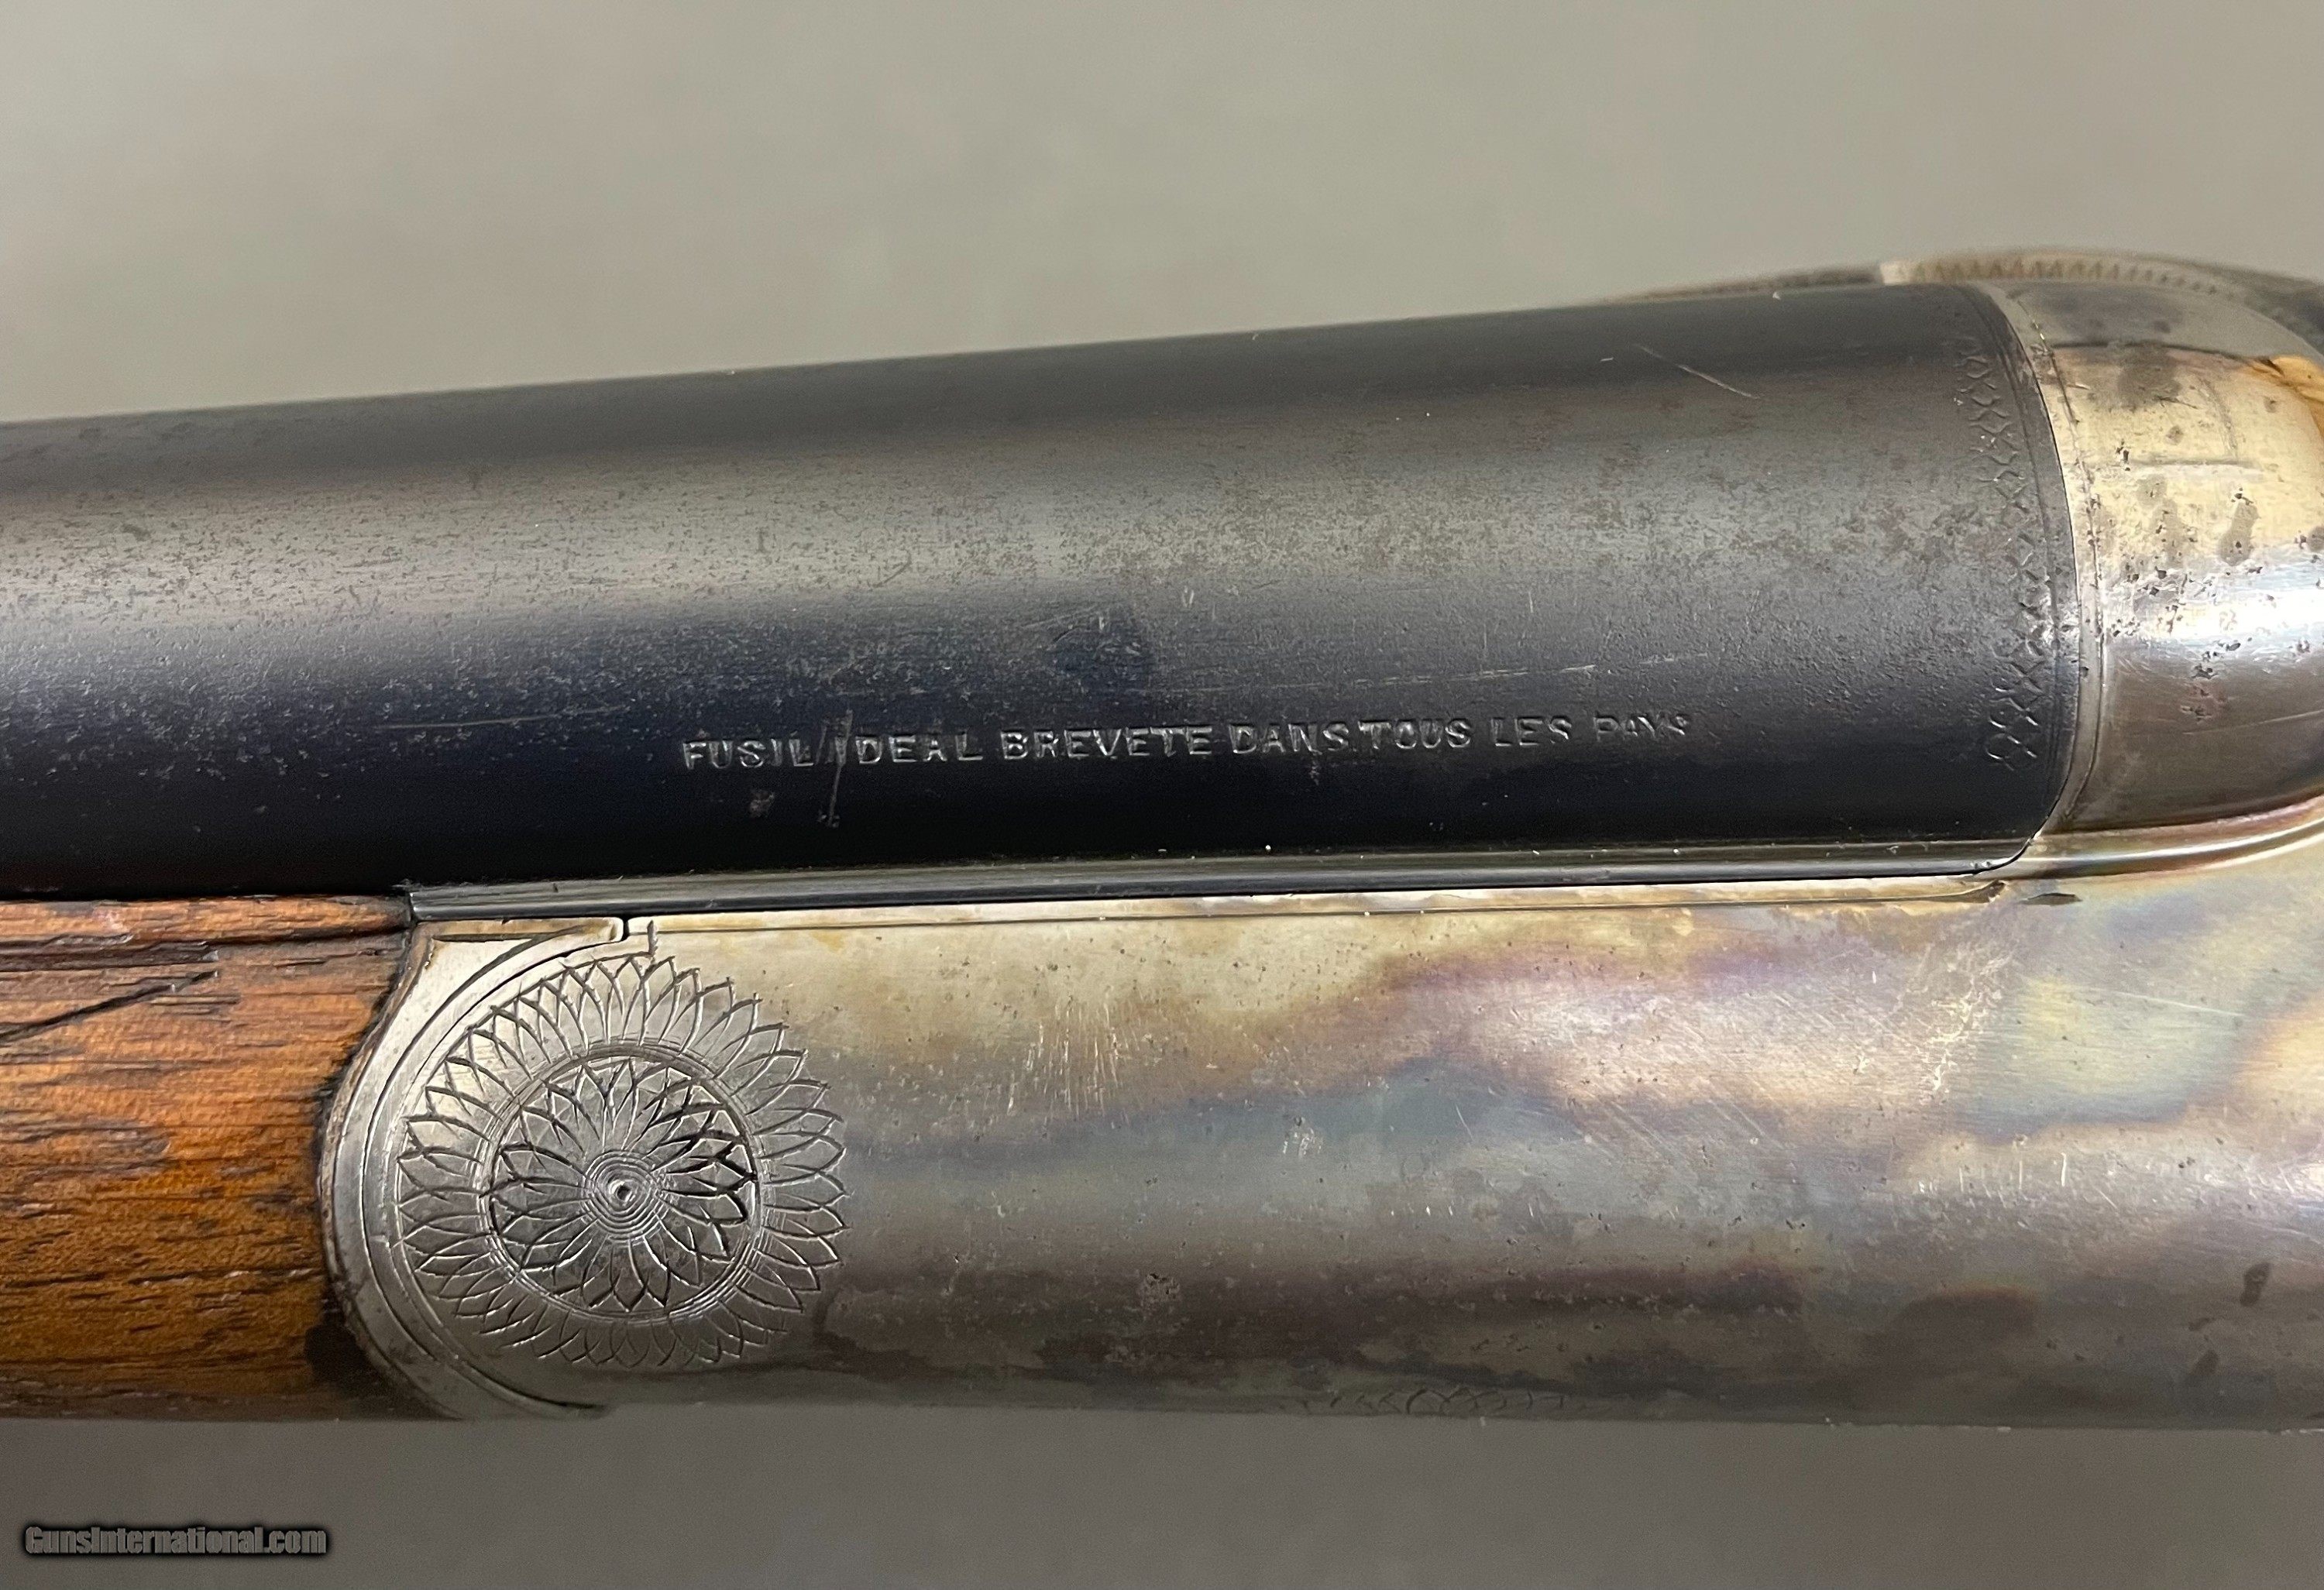 FUSIL IDEAL BREVETE DANS TOUS LES PAYS
GunsInternational.com